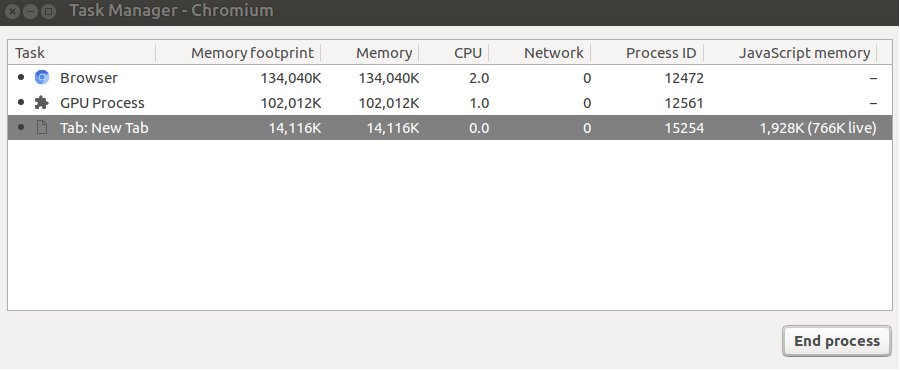 Task Manager - Chromium
Task Memory footprint Memory CPU Network Process ID JavaScript memory
Browser 134,040K 134,040K 2.0 0 12472 –
GPU Process 102,012K 102,012K 1.0 0 12561 –
Tab: New Tab 14,116K 14,116K 0.0 0 15254 1,928K (766K live)
End process